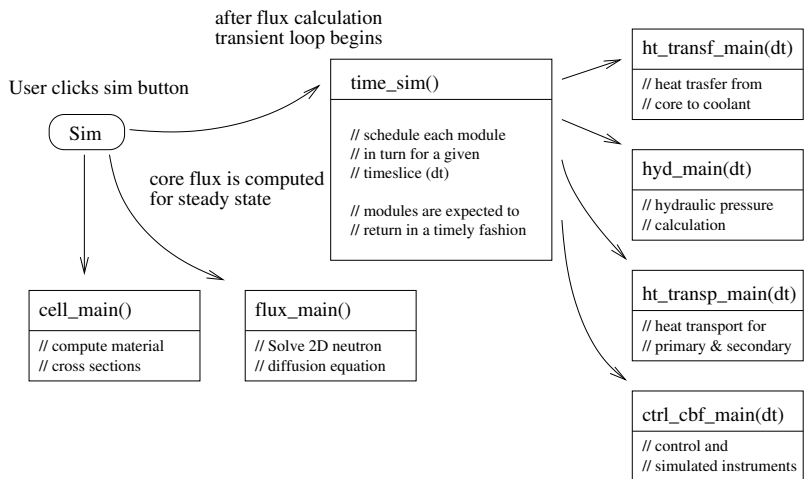 after flux calculation
transient loop begins
User clicks sim button
Sim
core flux is computed
for steady state
time_sim()
// schedule each module
// in turn for a given
// timeslice (dt)
// modules are expected to
// return in a timely fashion
cell_main()
// compute material
// cross sections
flux_main()
// Solve 2D neutron
// diffusion equation
ht_transf_main(dt)
// heat trasfer from
// core to coolant
hyd_main(dt)
// hydraulic pressure
// calculation
ht_transp_main(dt)
// heat transport for
// primary & secondary
ctrl_cbf_main(dt)
// control and
// simulated instruments